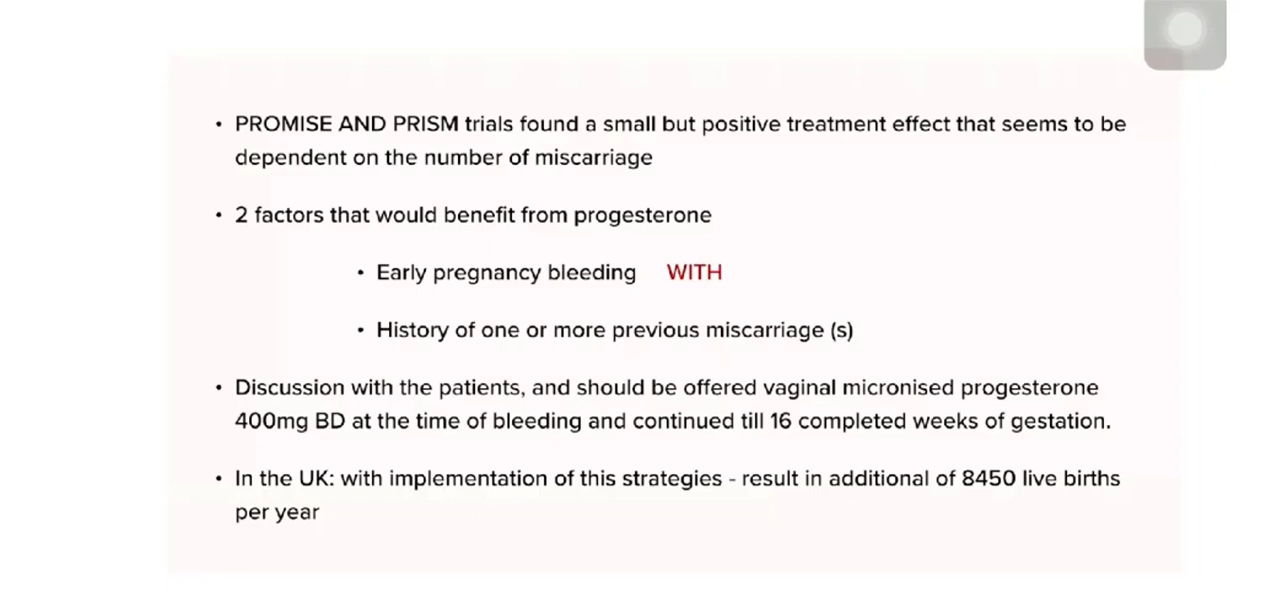 • PROMISE AND PRISM trials found a small but positive treatment effect that seems to be
dependent on the number of miscarriage
• 2 factors that would benefit from progesterone
• Early pregnancy bleeding WITH
• History of one or more previous miscarriage (s)
• Discussion with the patients, and should be offered vaginal micronised progesterone
400mg BD at the time of bleeding and continued till 16 completed weeks of gestation.
• In the UK: with implementation of this strategies - result in additional of 8450 live births
per year